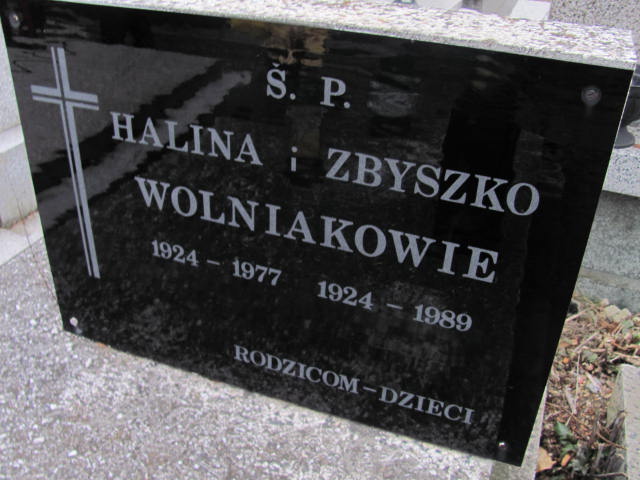 Š. P.
HALINA i ZBYSZKO
WOLNIAKOWIE
1924 – 1977 1924 – 1989
RODZICOM – DZIECI